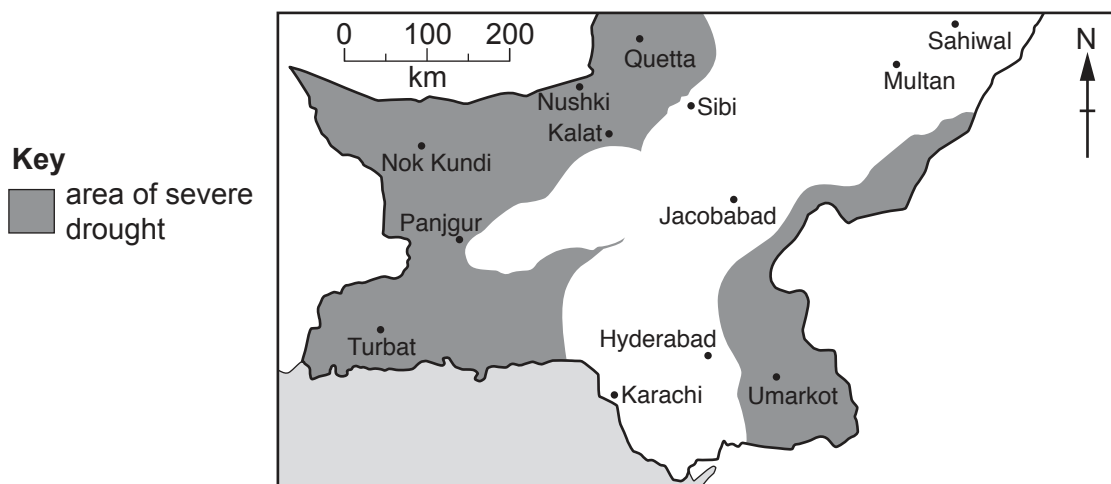 Key
area of severe
drought
0 100 200
km
N
Quetta
Sahiwal
Multan
Nushki
Sibi
Kalat
Nok Kundi
Jacobabad
Panjgur
Hyderabad
Turbat
Karachi
Umarkot